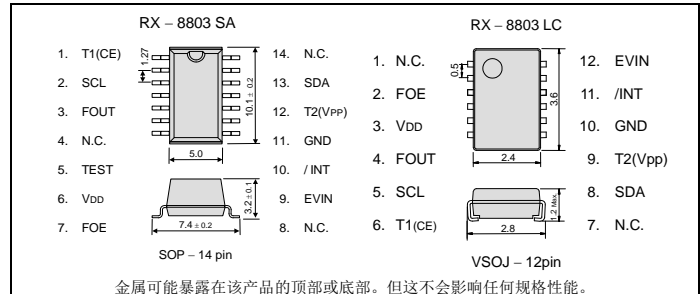 RX – 8803 SA
1. T1(CE)
2. SCL
3. FOUT
4. N.C.
5. TEST
6. VDD
7. FOE
1.27
10.1 ± 0.2
5.0
3.2 ± 0.1
7.4 ± 0.2
14. N.C.
13. SDA
12. T2(VPP)
11. GND
10. / INT
9. EVIN
8. N.C.
SOP – 14 pin
RX – 8803 LC
1. N.C.
2. FOE
3. VDD
4. FOUT
5. SCL
6. T1(CE)
0.5
3.6
2.4
1.2 Max.
2.8
12. EVIN
11. /INT
10. GND
9. T2(Vpp)
8. SDA
7. N.C.
VSOJ – 12pin
金属可能暴露在该产品的顶部或底部。但这不会影响任何规格性能。